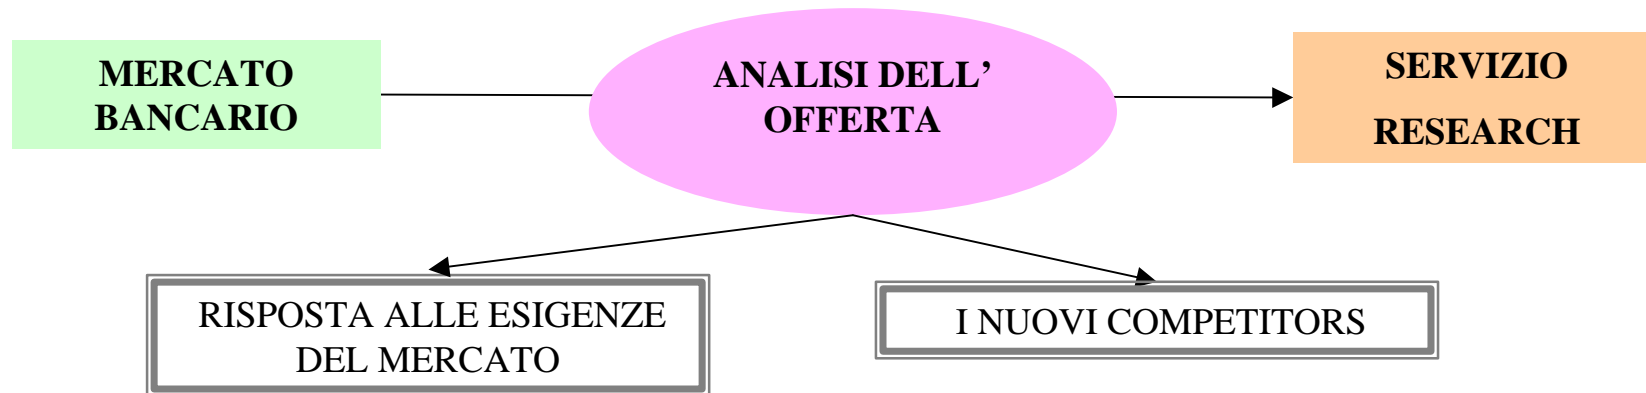 MERCATO
BANCARIO
ANALISI DELL’
OFFERTA
SERVIZIO
RESEARCH
RISPOSTA ALLE ESIGENZE
DEL MERCATO
I NUOVI COMPETITORS